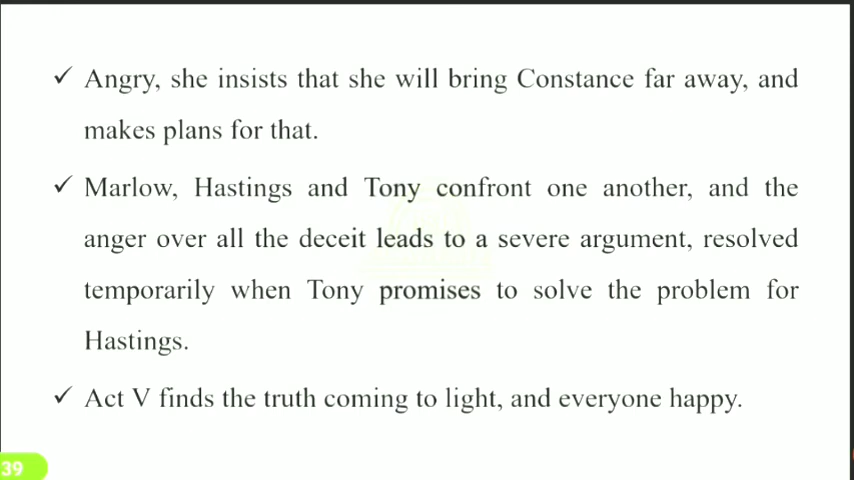 ✓ Angry, she insists that she will bring Constance far away, and
makes plans for that.
✓ Marlow, Hastings and Tony confront one another, and the
anger over all the deceit leads to a severe argument, resolved
temporarily when Tony promises to solve the problem for
Hastings.
✓ Act V finds the truth coming to light, and everyone happy.
39